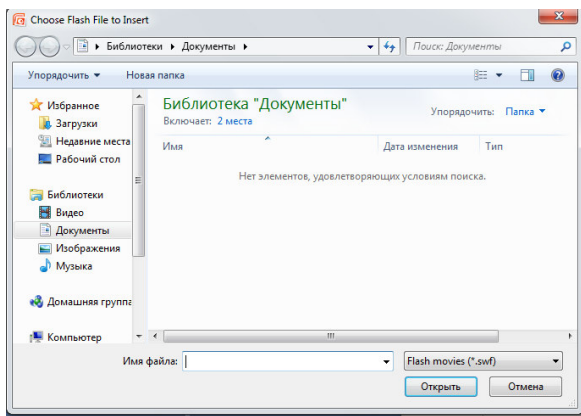 Choose Flash File to Insert
Библиотеки Документы
Поиск: Документы
Упорядочить Новая папка
Избранное
Загрузки
Недавние места
Рабочий стол
Библиотеки
Видео
Документы
Изображения
Музыка
Домашняя группа
Компьютер
Библиотека "Документы"
Включает: 2 места
Упорядочить: Папка
Имя Дата изменения Тип
Нет элементов, удовлетворяющих условиям поиска.
Имя файла: Flash movies (*.swf)
Открыть Отмена